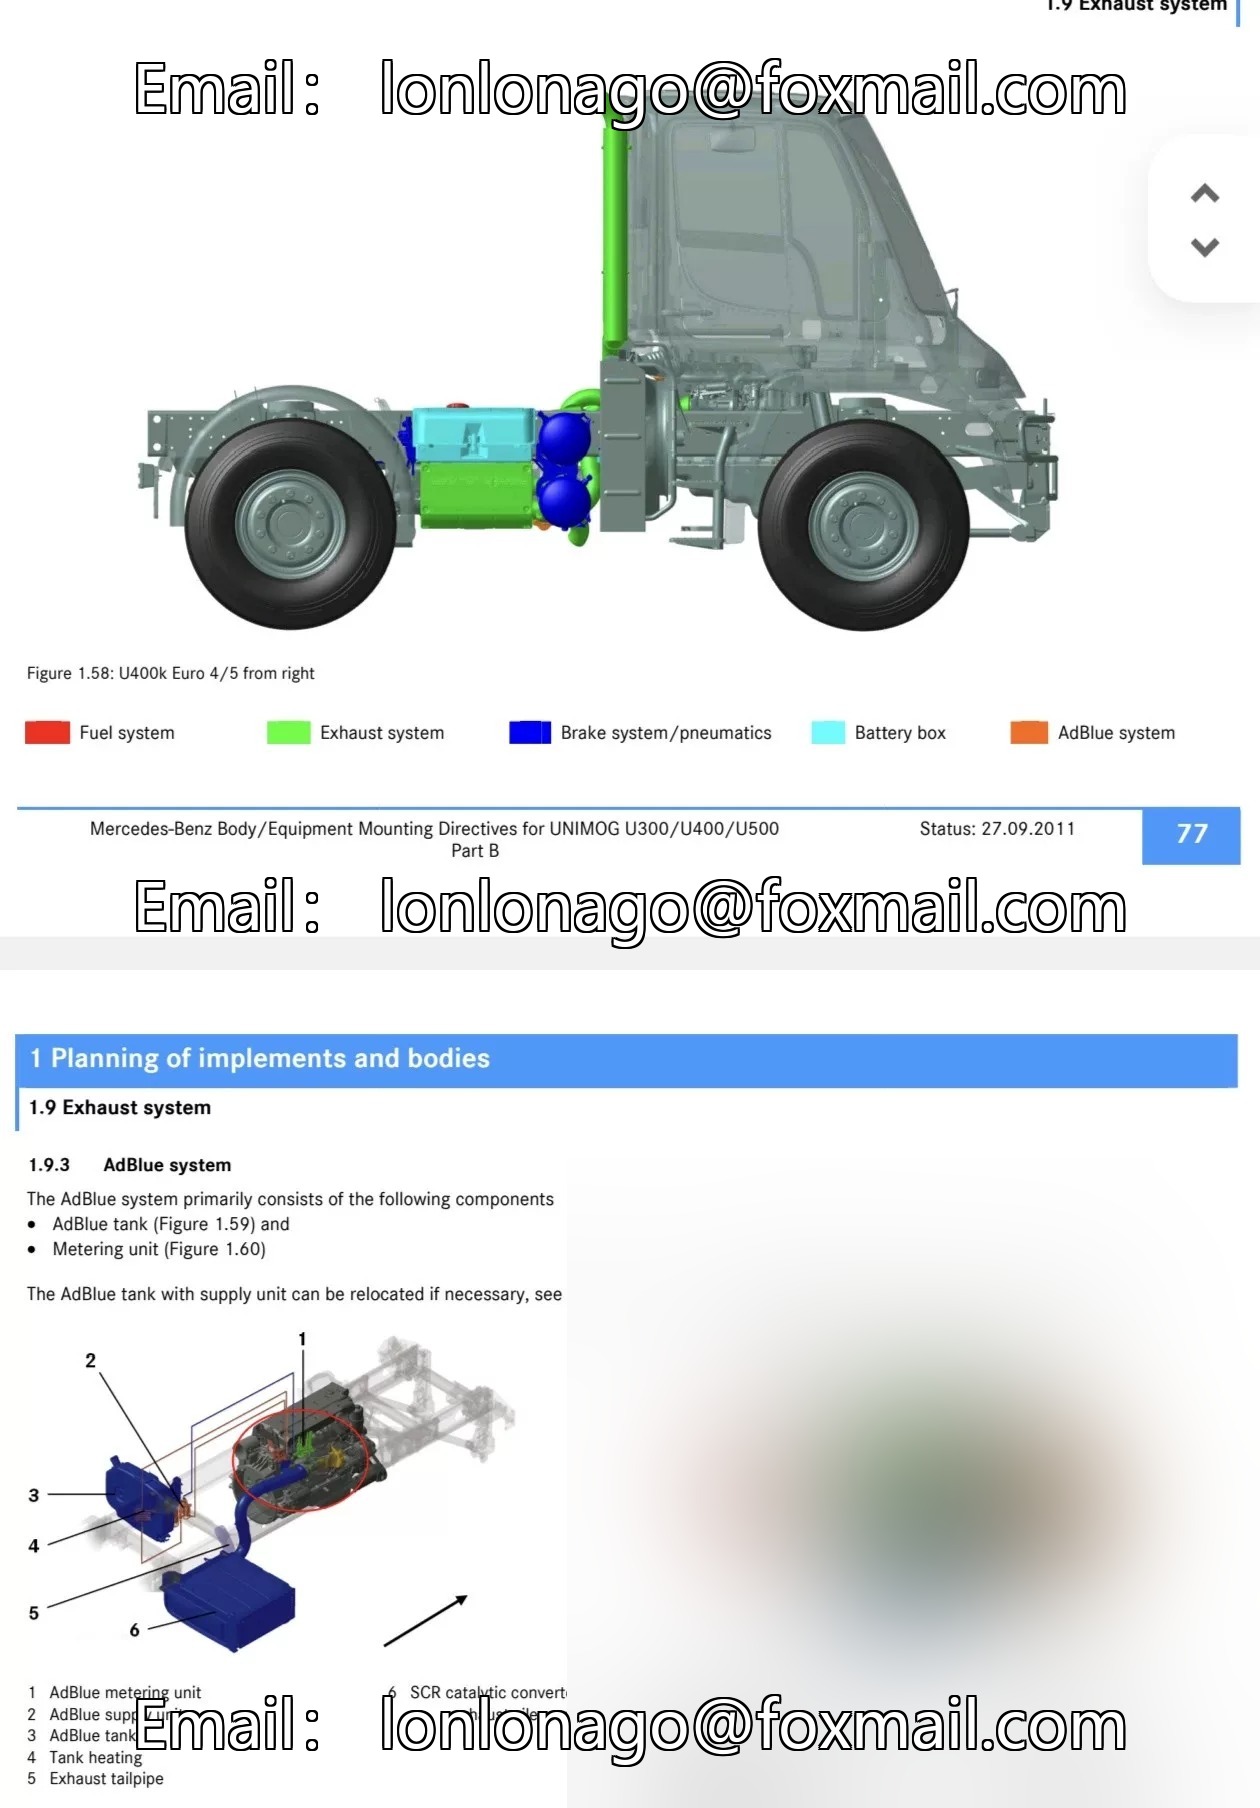 1.9 Exhaust system
Email: lonlonago@foxmail.com
Figure 1.58: U400k Euro 4/5 from right
Fuel system Exhaust system Brake system/pneumatics Battery box AdBlue system
Mercedes-Benz Body/Equipment Mounting Directives for UNIMOG U300/U400/U500 Status: 27.09.2011 77
Part B
Email: lonlonago@foxmail.com
1 Planning of implements and bodies
1.9 Exhaust system
1.9.3 AdBlue system
The AdBlue system primarily consists of the following components
• AdBlue tank (Figure 1.59) and
• Metering unit (Figure 1.60)
The AdBlue tank with supply unit can be relocated if necessary, see
1
2
3
4
5
6
1 AdBlue metering unit
2 AdBlue supply unit
3 AdBlue tank
4 Tank heating
5 Exhaust tailpipe
6 SCR catalytic convert
Email: lonlonago@foxmail.com